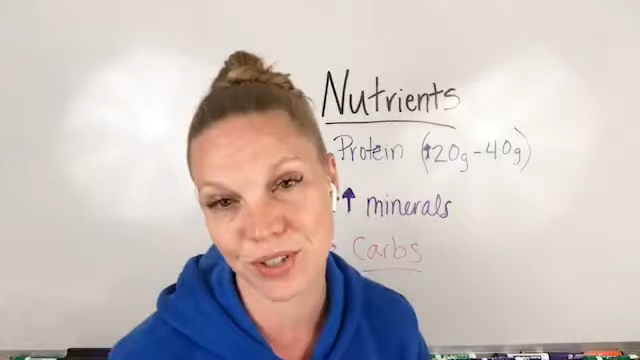 Nutrients
Protein (20g-40g)
↑ minerals
Carbs